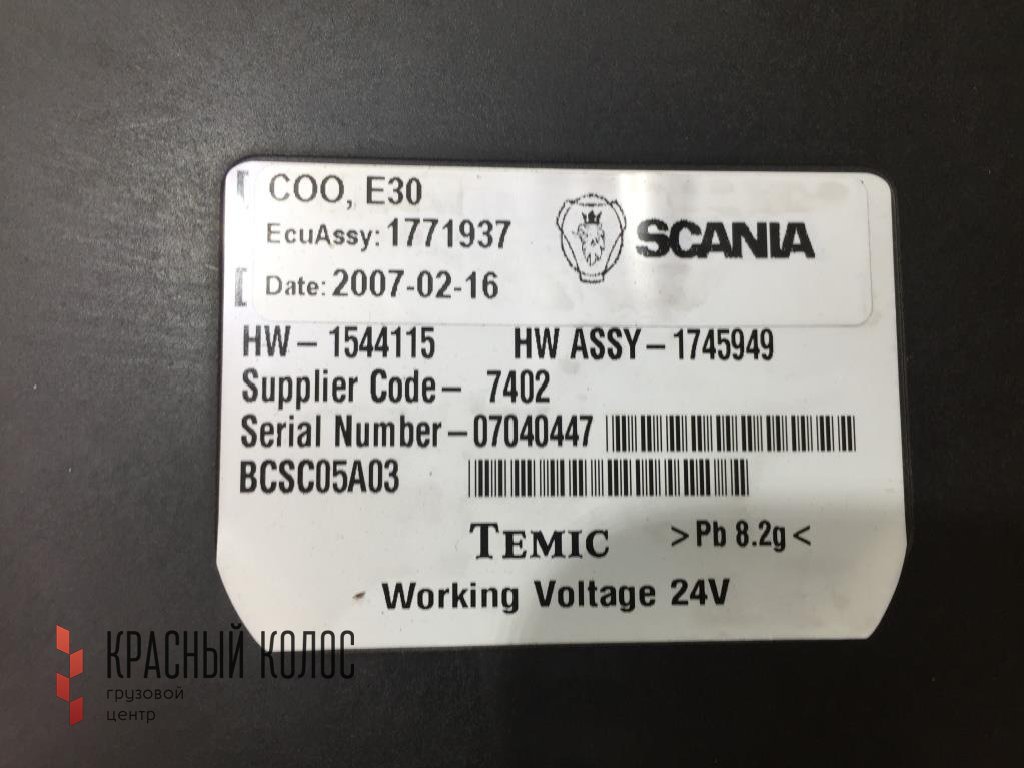 COO, E30
EcuAssy: 1771937
SCANIA
Date: 2007-02-16
HW – 1544115 HW ASSY – 1745949
Supplier Code – 7402
Serial Number – 07040447
BCSC05A03
TEMIC >Pb 8.2g<
Working Voltage 24V
КРАСНЫЙ КОЛОС
грузовой
центр